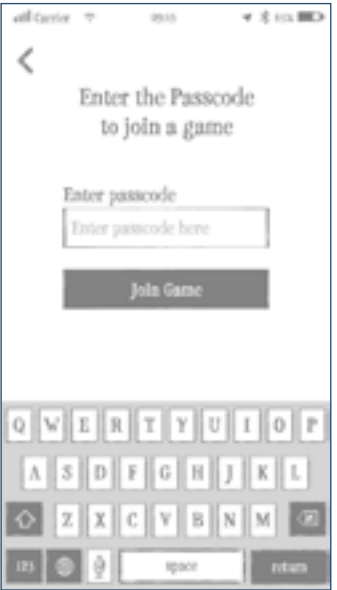 Carrier
Enter the Passcode
to join a game
Enter passcode
Enter passcode here
Join Game
Q W E R T Y U I O P
A S D F G H J K L
Z X C V B N M
123 space return